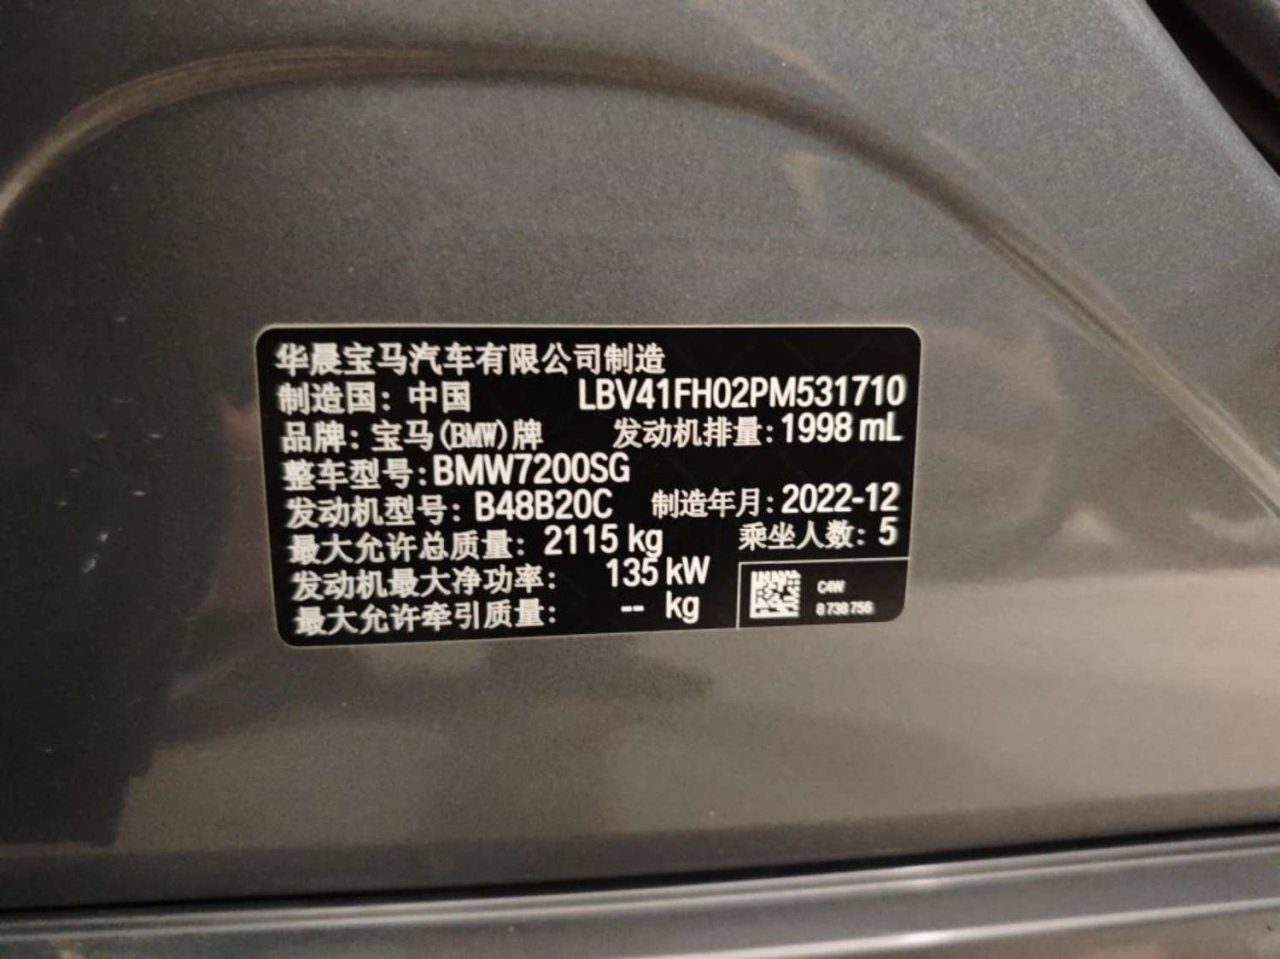 华晨宝马汽车有限公司制造
制造国: 中国 LBV41FH02PM531710
品牌: 宝马(BMW)牌 发动机排量: 1998 mL
整车型号: BMW7200SG
发动机型号: B48B20C 制造年月: 2022-12
最大允许总质量: 2115 kg 乘坐人数: 5
发动机最大净功率: 135 kW
最大允许牵引质量: -- kg
C4W
8 738 756